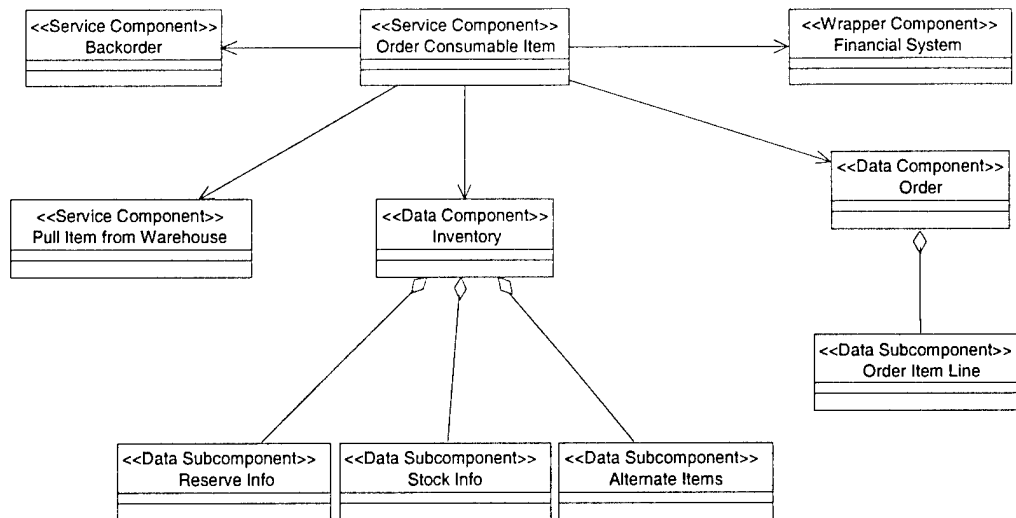 <<Service Component>>
Backorder
<<Service Component>>
Order Consumable Item
<<Wrapper Component>>
Financial System
<<Data Component>>
Order
<<Service Component>>
Pull Item from Warehouse
<<Data Component>>
Inventory
<<Data Subcomponent>>
Order Item Line
<<Data Subcomponent>>
Reserve Info
<<Data Subcomponent>>
Stock Info
<<Data Subcomponent>>
Alternate Items